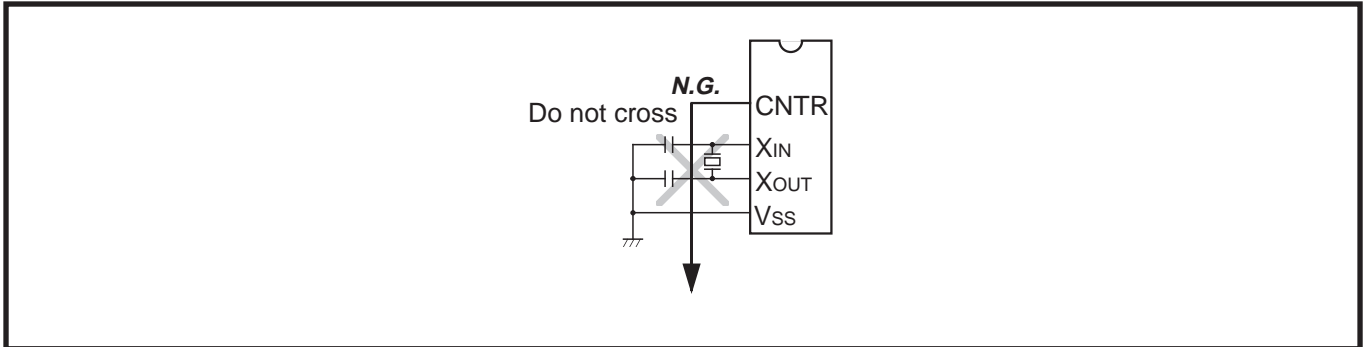 N.G.
Do not cross
CNTR
XIN
XOUT
VSS